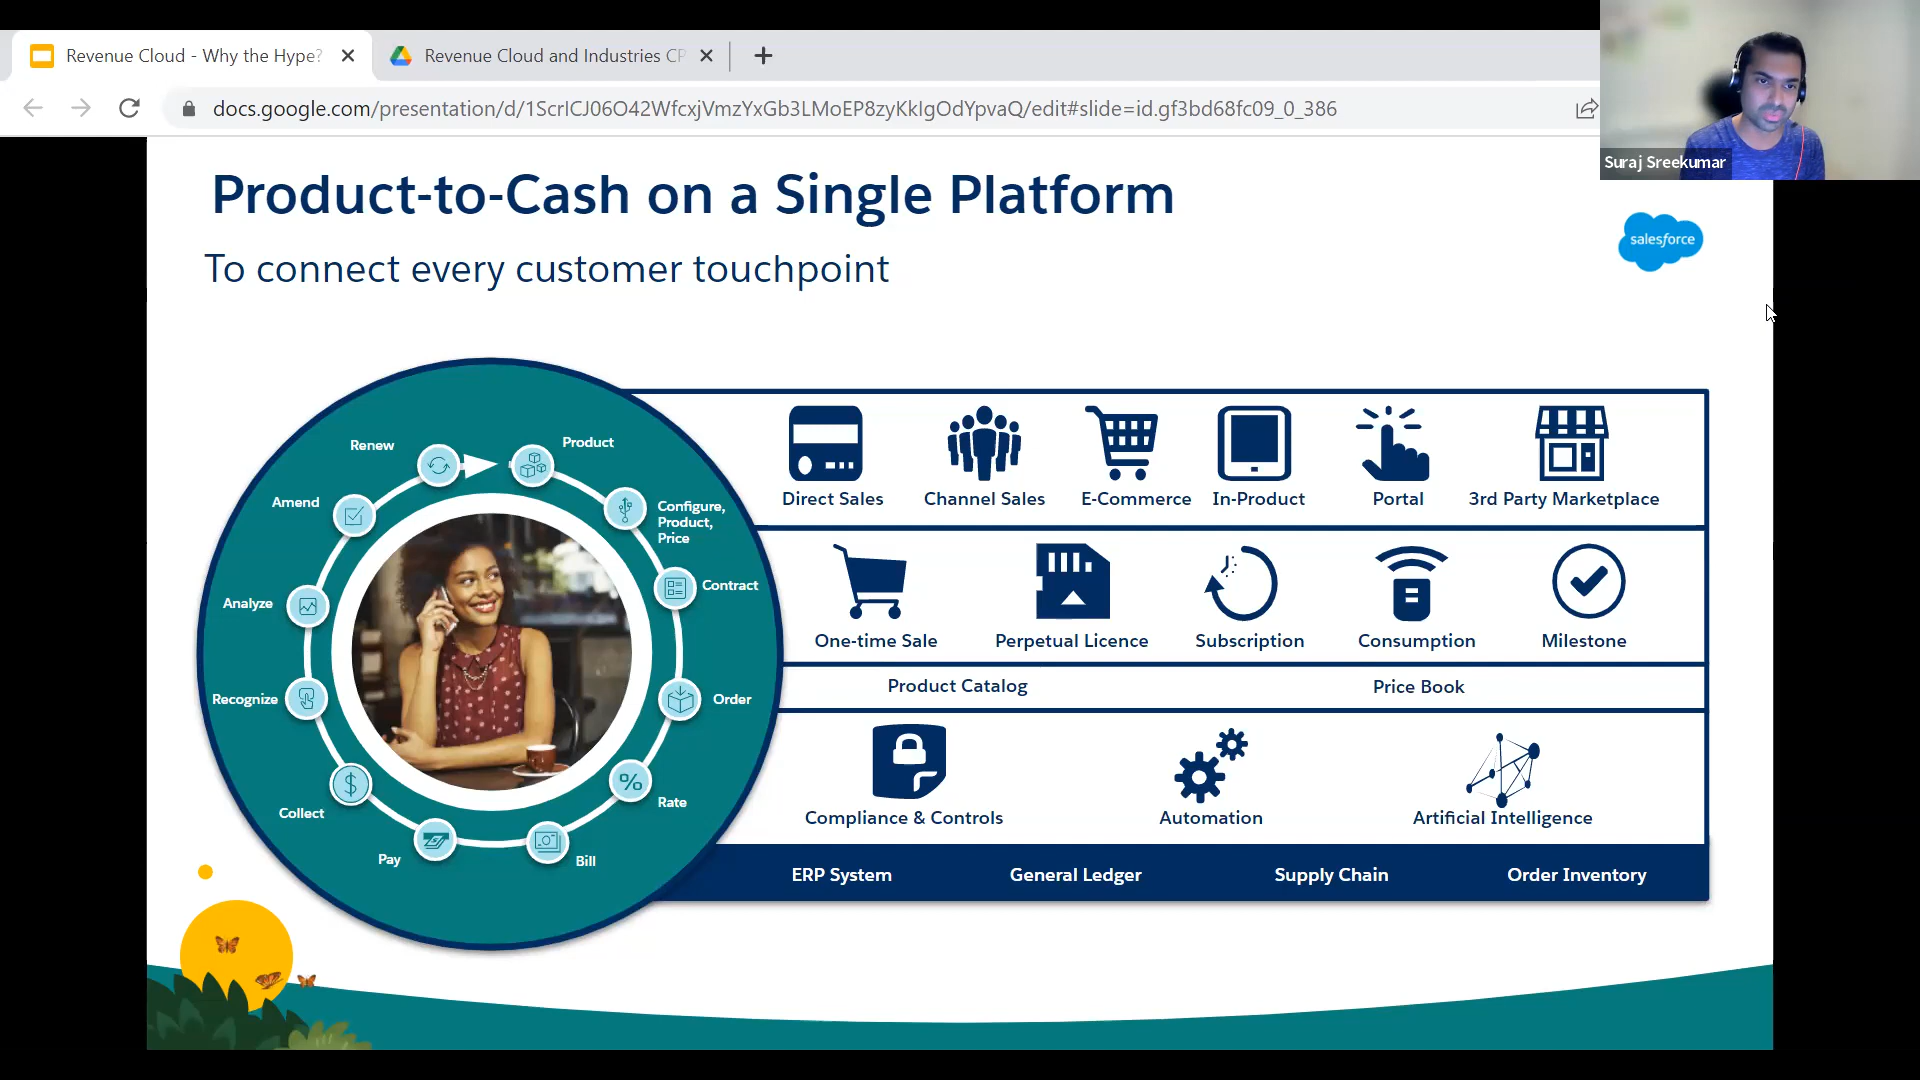 Revenue Cloud - Why the Hype?
Revenue Cloud and Industries CP
docs.google.com/presentation/d/1ScrICJ06O42WfcxjVmzYxGb3LMoEP8zyKkIgOdYpvaQ/edit#slide=id.gf3bd68fc09_0_386
Suraj Sreekumar
Product-to-Cash on a Single Platform
To connect every customer touchpoint
salesforce
Renew
Product
Amend
Configure,
Product,
Price
Contract
Analyze
Recognize
Order
Collect
Rate
Pay
Bill
Direct Sales
Channel Sales
E-Commerce
In-Product
Portal
3rd Party Marketplace
One-time Sale
Perpetual Licence
Subscription
Consumption
Milestone
Product Catalog
Price Book
Compliance & Controls
Automation
Artificial Intelligence
ERP System
General Ledger
Supply Chain
Order Inventory